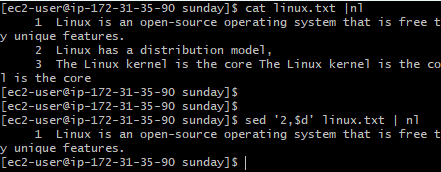 [ec2-user@ip-172-31-35-90 sunday]$ cat linux.txt |nl
     1  Linux is an open-source operating system that is free t
y unique features.
     2  Linux has a distribution model,
     3  The Linux kernel is the core The Linux kernel is the co
l is the core
[ec2-user@ip-172-31-35-90 sunday]$
[ec2-user@ip-172-31-35-90 sunday]$
[ec2-user@ip-172-31-35-90 sunday]$ sed '2,$d' linux.txt | nl
     1  Linux is an open-source operating system that is free t
y unique features.
[ec2-user@ip-172-31-35-90 sunday]$